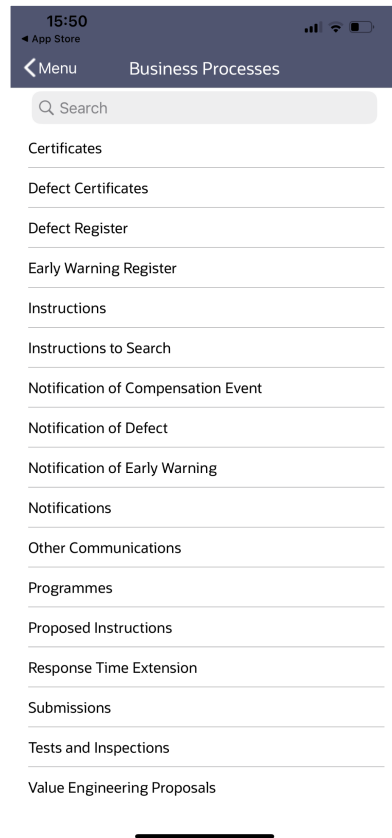 15:50
◀ App Store
Menu
Business Processes
Search
Certificates
Defect Certificates
Defect Register
Early Warning Register
Instructions
Instructions to Search
Notification of Compensation Event
Notification of Defect
Notification of Early Warning
Notifications
Other Communications
Programmes
Proposed Instructions
Response Time Extension
Submissions
Tests and Inspections
Value Engineering Proposals